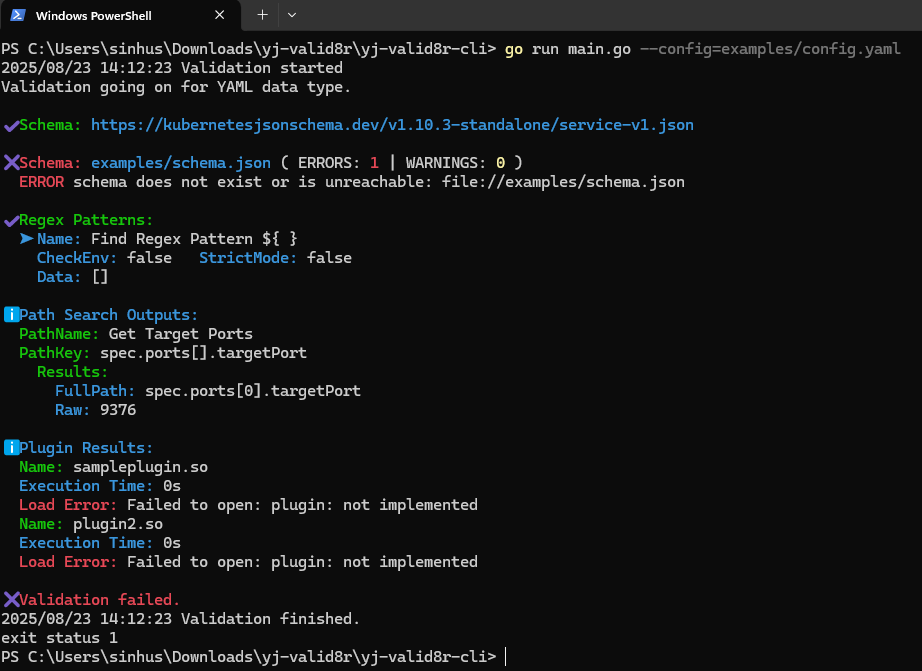 Windows PowerShell
PS C:\Users\sinhus\Downloads\yj-valid8r\yj-valid8r-cli> go run main.go --config=examples/config.yaml
2025/08/23 14:12:23 Validation started
Validation going on for YAML data type.
Schema: https://kubernetesjsonschema.dev/v1.10.3-standalone/service-v1.json
Schema: examples/schema.json ( ERRORS: 1 | WARNINGS: 0 )
ERROR schema does not exist or is unreachable: file://examples/schema.json
Regex Patterns:
Name: Find Regex Pattern ${ }
CheckEnv: false StrictMode: false
Data: []
Path Search Outputs:
PathName: Get Target Ports
PathKey: spec.ports[].targetPort
Results:
FullPath: spec.ports[0].targetPort
Raw: 9376
Plugin Results:
Name: sampleplugin.so
Execution Time: 0s
Load Error: Failed to open: plugin: not implemented
Name: plugin2.so
Execution Time: 0s
Load Error: Failed to open: plugin: not implemented
Validation failed.
2025/08/23 14:12:23 Validation finished.
exit status 1
PS C:\Users\sinhus\Downloads\yj-valid8r\yj-valid8r-cli>